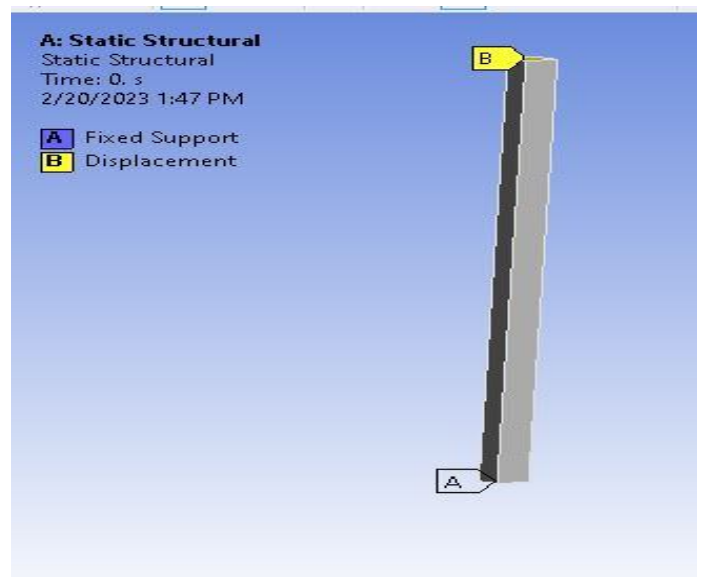 A: Static Structural
Static Structural
Time: 0. s
2/20/2023 1:47 PM
A Fixed Support
B Displacement
B
A